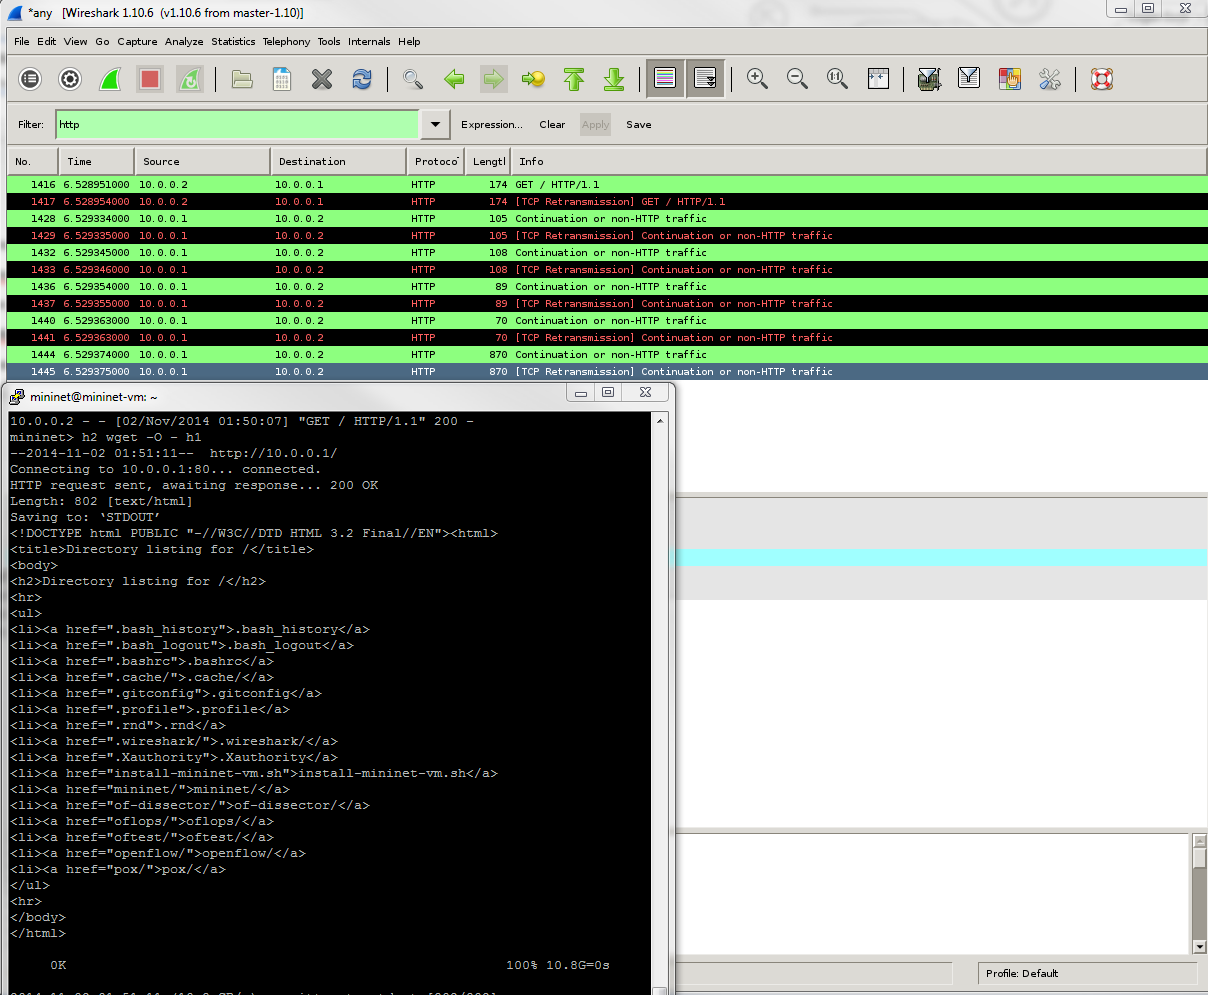 *any [Wireshark 1.10.6 (v1.10.6 from master-1.10)]
File Edit View Go Capture Analyze Statistics Telephony Tools Internals Help
Filter: http Expression... Clear Apply Save
No. Time Source Destination Protoco Lengtl Info
1416 6.528951000 10.0.0.2 10.0.0.1 HTTP 174 GET / HTTP/1.1
1417 6.528954000 10.0.0.2 10.0.0.1 HTTP 174 [TCP Retransmission] GET / HTTP/1.1
1428 6.529334000 10.0.0.1 10.0.0.2 HTTP 105 Continuation or non-HTTP traffic
1429 6.529335000 10.0.0.1 10.0.0.2 HTTP 105 [TCP Retransmission] Continuation or non-HTTP traffic
1432 6.529345000 10.0.0.1 10.0.0.2 HTTP 108 Continuation or non-HTTP traffic
1433 6.529346000 10.0.0.1 10.0.0.2 HTTP 108 [TCP Retransmission] Continuation or non-HTTP traffic
1436 6.529354000 10.0.0.1 10.0.0.2 HTTP 89 Continuation or non-HTTP traffic
1437 6.529355000 10.0.0.1 10.0.0.2 HTTP 89 [TCP Retransmission] Continuation or non-HTTP traffic
1440 6.529363000 10.0.0.1 10.0.0.2 HTTP 70 Continuation or non-HTTP traffic
1441 6.529363000 10.0.0.1 10.0.0.2 HTTP 70 [TCP Retransmission] Continuation or non-HTTP traffic
1444 6.529374000 10.0.0.1 10.0.0.2 HTTP 870 Continuation or non-HTTP traffic
1445 6.529375000 10.0.0.1 10.0.0.2 HTTP 870 [TCP Retransmission] Continuation or non-HTTP traffic
mininet@mininet-vm: ~
10.0.0.2 - - [02/Nov/2014 01:50:07] "GET / HTTP/1.1" 200 -
mininet> h2 wget -O - h1
--2014-11-02 01:51:11-- http://10.0.0.1/
Connecting to 10.0.0.1:80... connected.
HTTP request sent, awaiting response... 200 OK
Length: 802 [text/html]
Saving to: ‘STDOUT’
<!DOCTYPE html PUBLIC "-//W3C//DTD HTML 3.2 Final//EN"><html>
<title>Directory listing for /</title>
<body>
<h2>Directory listing for /</h2>
<hr>
<ul>
<li><a href=".bash_history">.bash_history</a>
<li><a href=".bash_logout">.bash_logout</a>
<li><a href=".bashrc">.bashrc</a>
<li><a href=".cache/">.cache/</a>
<li><a href=".gitconfig">.gitconfig</a>
<li><a href=".profile">.profile</a>
<li><a href=".rnd">.rnd</a>
<li><a href=".wireshark/">.wireshark/</a>
<li><a href=".Xauthority">.Xauthority</a>
<li><a href="install-mininet-vm.sh">install-mininet-vm.sh</a>
<li><a href="mininet/">mininet/</a>
<li><a href="of-dissector/">of-dissector/</a>
<li><a href="oflops/">oflops/</a>
<li><a href="oftest/">oftest/</a>
<li><a href="openflow/">openflow/</a>
<li><a href="pox/">pox/</a>
</ul>
<hr>
</body>
</html>
0K 100% 10.8G=0s
Profile: Default